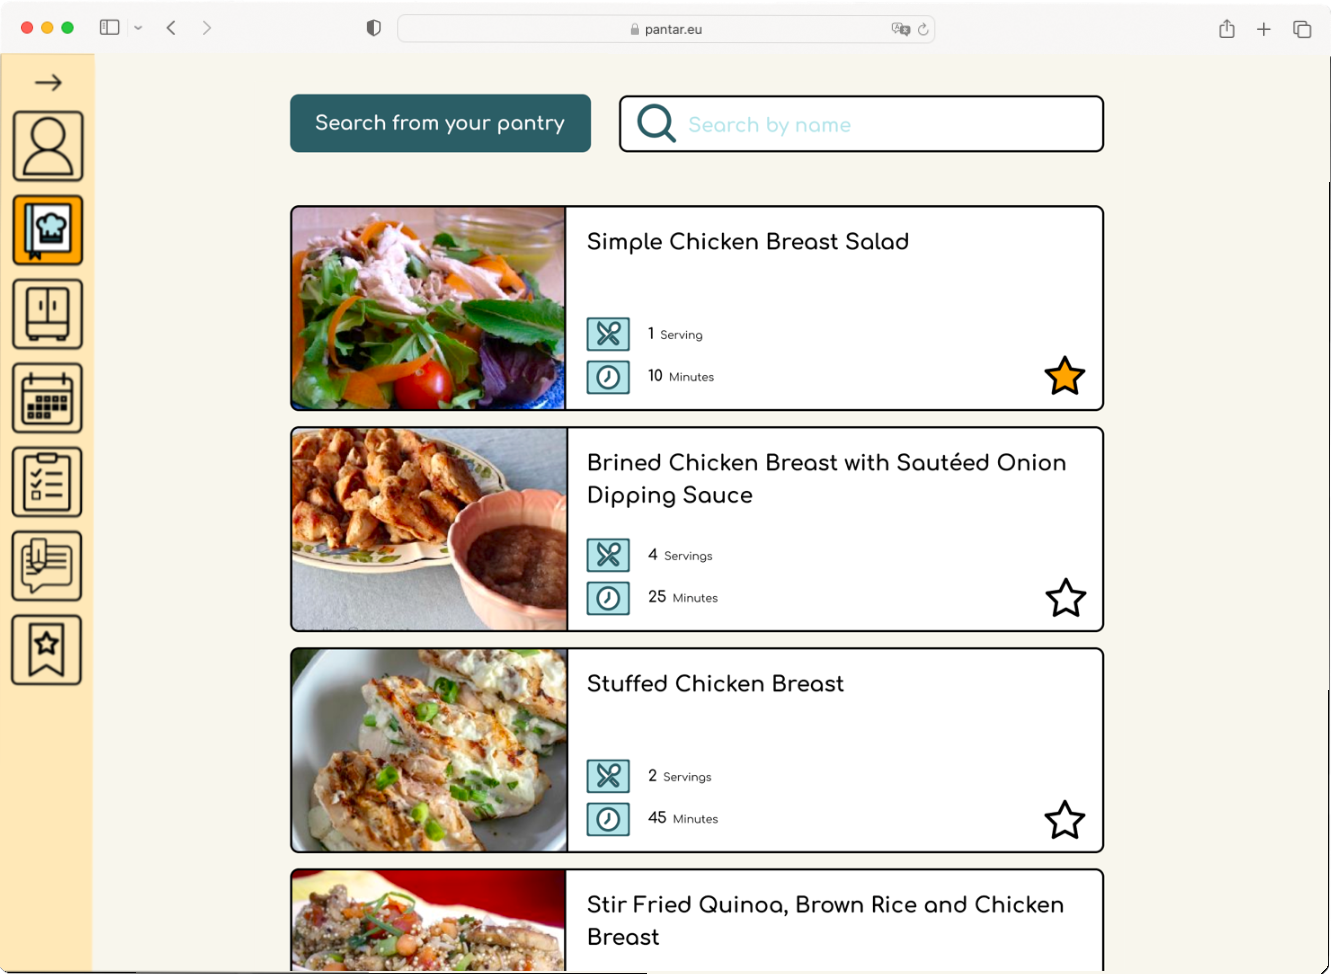 pantar.eu
Search from your pantry
Search by name
Simple Chicken Breast Salad
1 Serving
10 Minutes
Brined Chicken Breast with Sautéed Onion
Dipping Sauce
4 Servings
25 Minutes
Stuffed Chicken Breast
2 Servings
45 Minutes
Stir Fried Quinoa, Brown Rice and Chicken
Breast